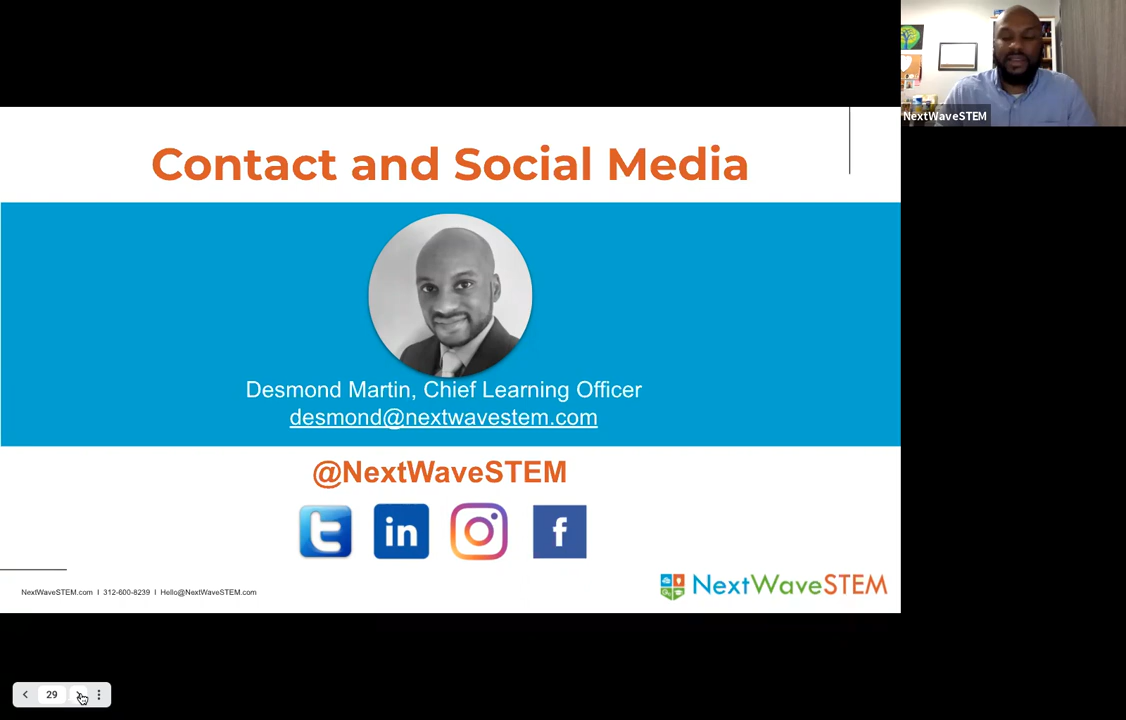 NextWaveSTEM
Contact and Social Media
Desmond Martin, Chief Learning Officer
desmond@nextwavestem.com
@NextWaveSTEM
NextWaveSTEM.com I 312-600-8239 I Hello@NextWaveSTEM.com
NextWaveSTEM
29